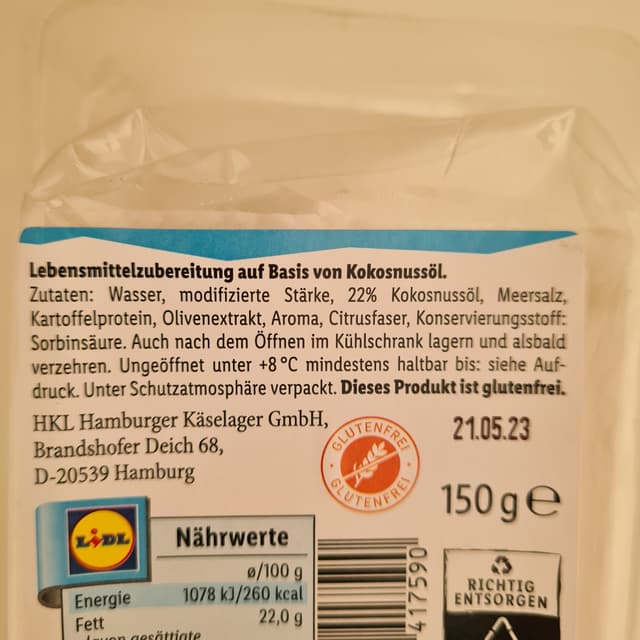 Lebensmittelzubereitung auf Basis von Kokosnussöl.
Zutaten: Wasser, modifizierte Stärke, 22% Kokosnussöl, Meersalz,
Kartoffelprotein, Olivenextrakt, Aroma, Citrusfaser, Konservierungsstoff:
Sorbinsäure. Auch nach dem Öffnen im Kühlschrank lagern und alsbald
verzehren. Ungeöffnet unter +8 °C mindestens haltbar bis: siehe Auf-
druck. Unter Schutzatmosphäre verpackt. Dieses Produkt ist glutenfrei.
HKL Hamburger Käselager GmbH,
Brandshofer Deich 68,
D-20539 Hamburg
GLUTENFREI
GLUTENFREI
21.05.23
150 g e
LIDL
Nährwerte
ø/100 g
Energie 1078 kJ/260 kcal
Fett 22,0 g
davon gesättigte
417590
RICHTIG
ENTSORGEN